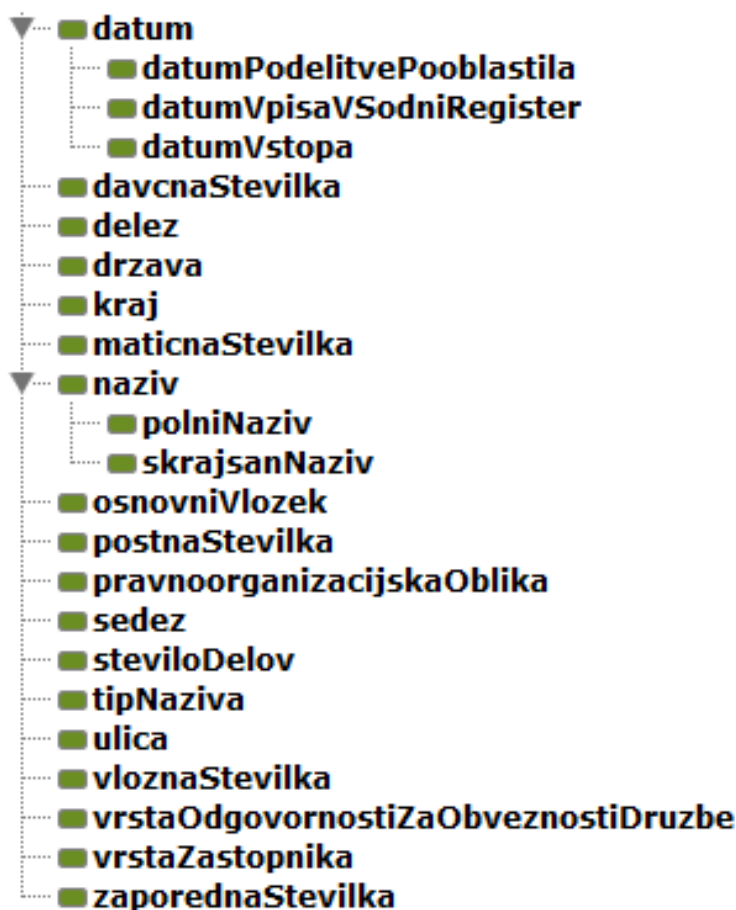 datum
datumPodelitvePooblastila
datumVpisaVSodniRegister
datumVstopa
davcnaStevilka
delez
drzava
kraj
maticnaStevilka
naziv
polniNaziv
skrajsanNaziv
osnovniVlozek
postnaStevilka
pravnoorganizacijskaOblika
sedez
steviloDelov
tipNaziva
ulica
vloznaStevilka
vrstaOdgovornostiZaObveznostiDruzbe
vrstaZastopnika
zaporednaStevilka